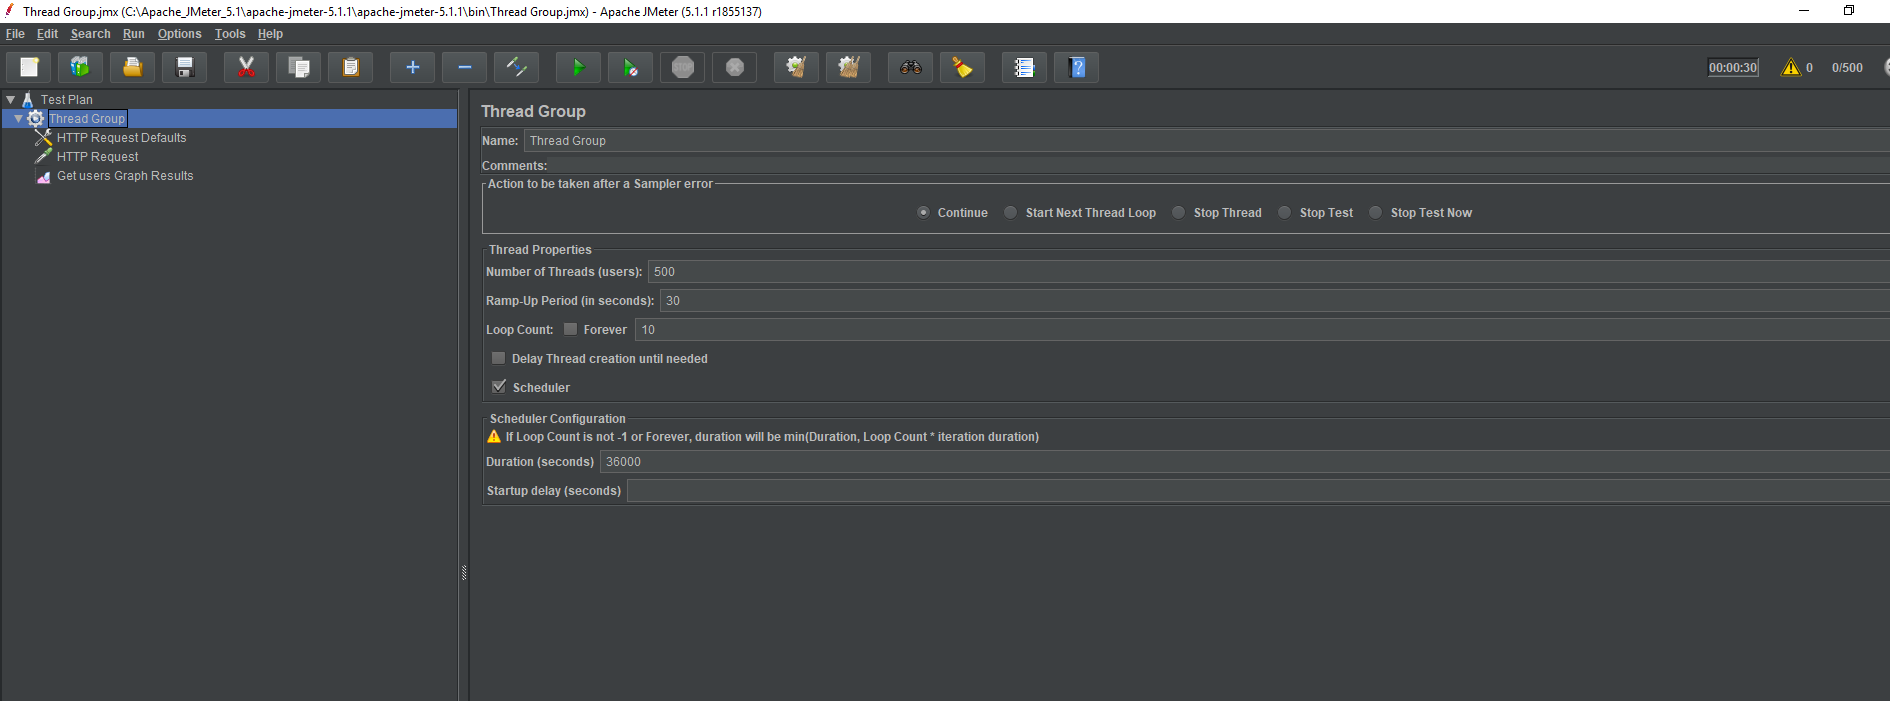 Thread Group.jmx (C:\Apache_JMeter_5.1\apache-jmeter-5.1.1\apache-jmeter-5.1.1\bin\Thread Group.jmx) - Apache JMeter (5.1.1 r1855137)
File Edit Search Run Options Tools Help
STOP
00:00:30 0 0/500
Test Plan
Thread Group
HTTP Request Defaults
HTTP Request
Get users Graph Results
Thread Group
Name: Thread Group
Comments:
Action to be taken after a Sampler error
Continue Start Next Thread Loop Stop Thread Stop Test Stop Test Now
Thread Properties
Number of Threads (users): 500
Ramp-Up Period (in seconds): 30
Loop Count: Forever 10
Delay Thread creation until needed
Scheduler
Scheduler Configuration
If Loop Count is not -1 or Forever, duration will be min(Duration, Loop Count * iteration duration)
Duration (seconds) 36000
Startup delay (seconds)